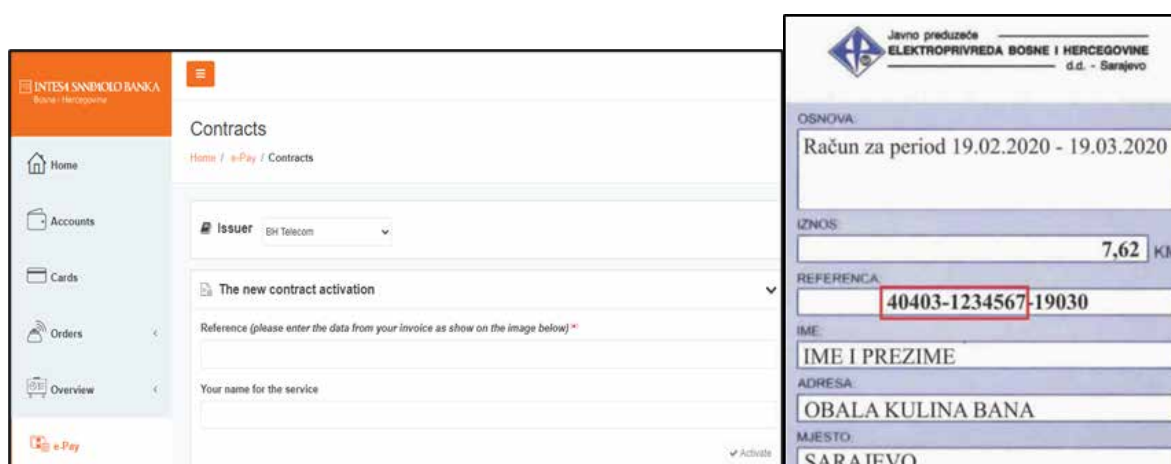 INTESA SANPAOLO BANKA
Bosna i Hercegovina
Home
Accounts
Cards
Orders
Overview
e-Pay
Contracts
Home / e-Pay / Contracts
Issuer BH Telecom
The new contract activation
Reference (please enter the data from your invoice as show on the image below) *
Your name for the service
Activate
Javno preduzeće
ELEKTROPRIVREDA BOSNE I HERCEGOVINE
d.d. - Sarajevo
OSNOVA:
Račun za period 19.02.2020 - 19.03.2020
IZNOS:
7,62 KM
REFERENCA:
40403-1234567-19030
IME:
IME I PREZIME
ADRESA:
OBALA KULINA BANA
MJESTO:
SARAJEVO